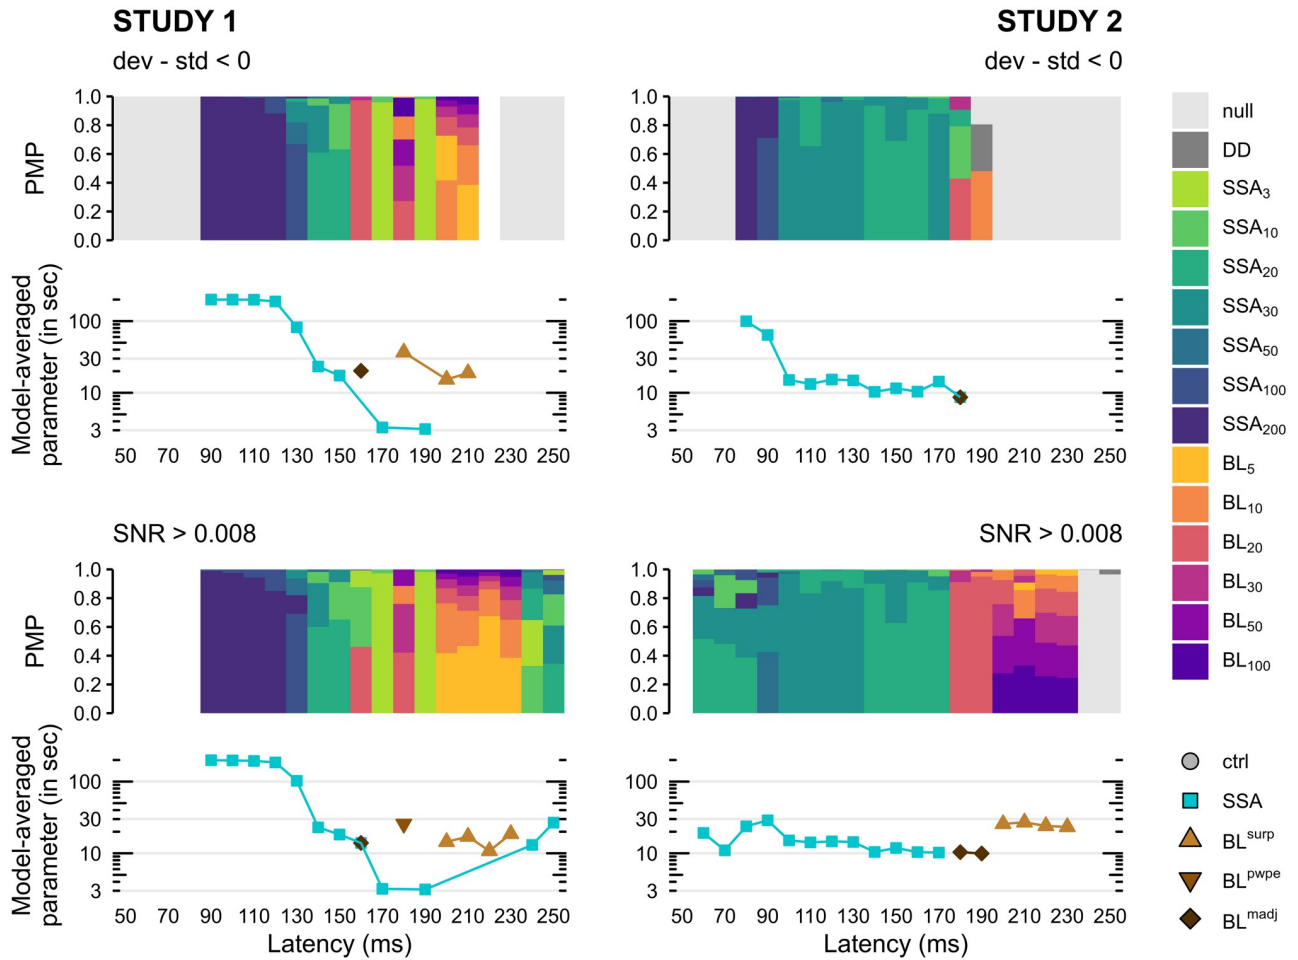 STUDY 1
dev - std < 0
STUDY 2
dev - std < 0
PMP
1.0
0.8
0.6
0.4
0.2
0.0
1.0
0.8
0.6
0.4
0.2
0.0
Model-averaged
parameter (in sec)
100
30
10
3
50 70 90 110 130 150 170 190 210 230 250
100
30
10
3
50 70 90 110 130 150 170 190 210 230 250
SNR > 0.008
SNR > 0.008
PMP
1.0
0.8
0.6
0.4
0.2
0.0
1.0
0.8
0.6
0.4
0.2
0.0
Model-averaged
parameter (in sec)
100
30
10
3
50 70 90 110 130 150 170 190 210 230 250
Latency (ms)
100
30
10
3
50 70 90 110 130 150 170 190 210 230 250
Latency (ms)
null
DD
SSA₃
SSA₁₀
SSA₂₀
SSA₃₀
SSA₅₀
SSA₁₀₀
SSA₂₀₀
BL₅
BL₁₀
BL₂₀
BL₃₀
BL₅₀
BL₁₀₀
ctrl
SSA
BL^surp
BL^pwpe
BL^madj